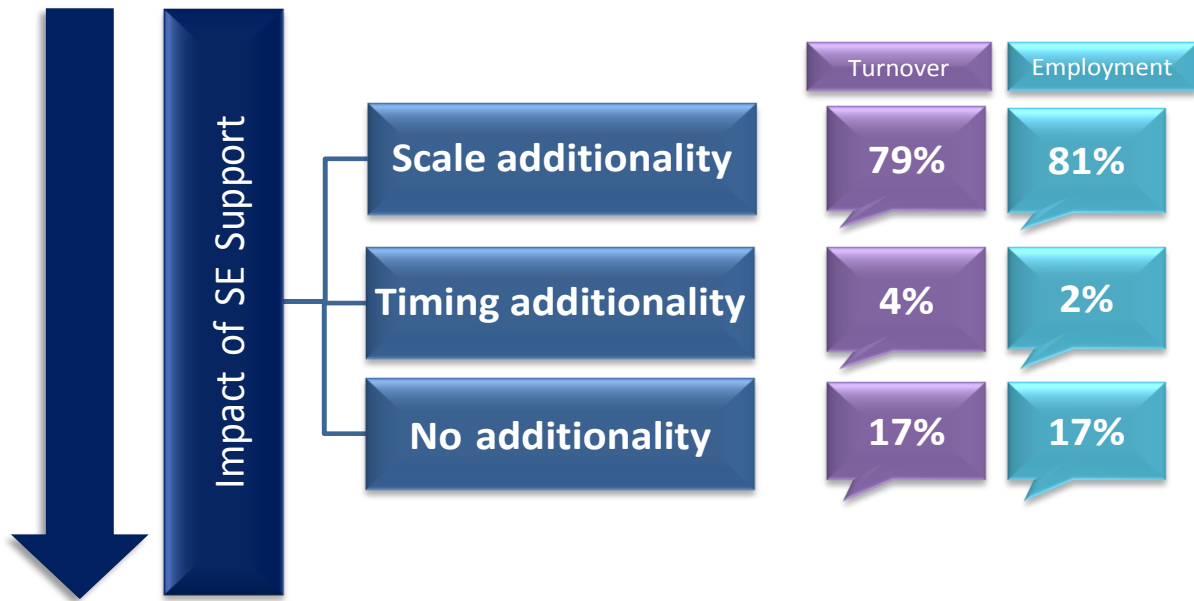 Impact of SE Support
Turnover
Employment
Scale additionality
79%
81%
Timing additionality
4%
2%
No additionality
17%
17%